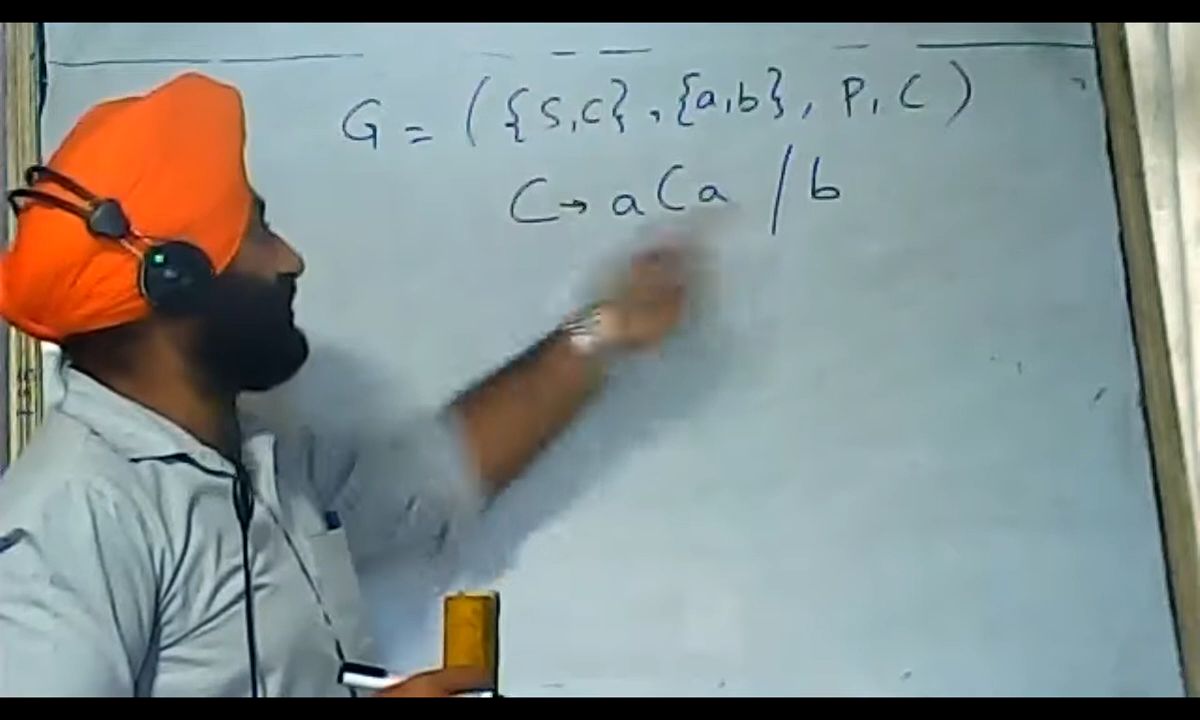 G = ({S,C}, {a,b}, P, C)
C → aCa / b